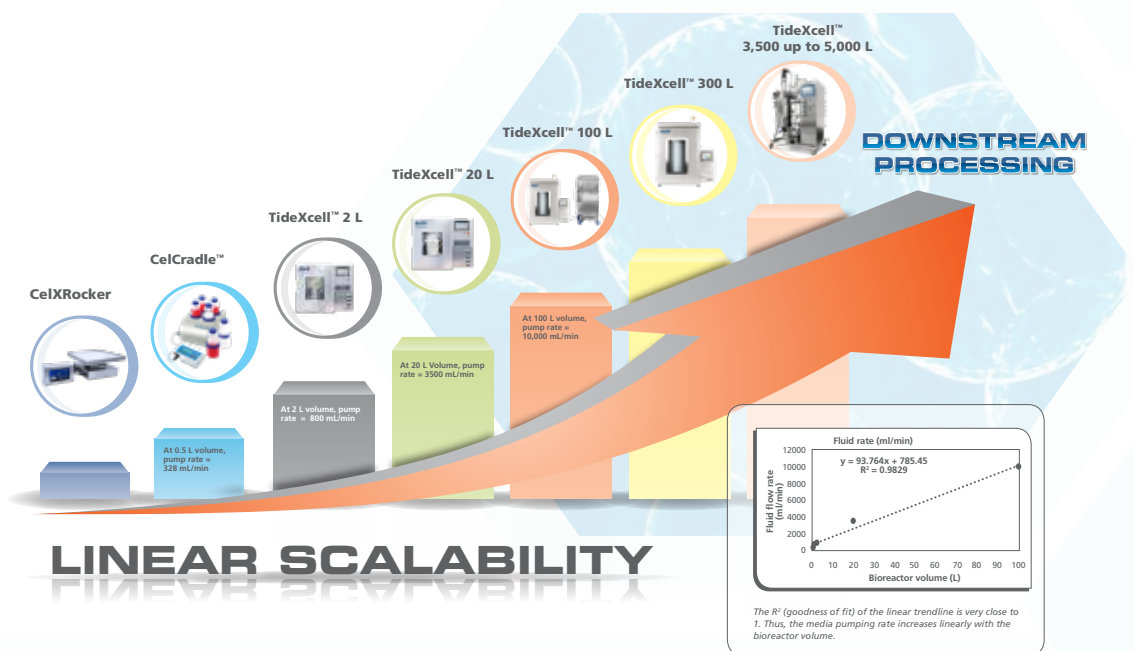 TideXcell™
3,500 up to 5,000 L
TideXcell™ 300 L
DOWNSTREAM
PROCESSING
TideXcell™ 100 L
TideXcell™ 20 L
TideXcell™ 2 L
CelCradle™
CelXRocker
At 100 L volume,
pump rate =
10,000 mL/min
At 20 L Volume, pump
rate = 3500 mL/min
At 2 L volume, pump
rate = 800 mL/min
At 0.5 L volume,
pump rate =
328 mL/min
LINEAR SCALABILITY
Fluid rate (ml/min)
y = 93.764x + 785.45
R² = 0.9829
Fluid flow rate
(ml/min)
12000
10000
8000
6000
4000
2000
0
0 10 20 30 40 50 60 70 80 90 100
Bioreactor volume (L)
The R² (goodness of fit) of the linear trendline is very close to
1. Thus, the media pumping rate increases linearly with the
bioreactor volume.